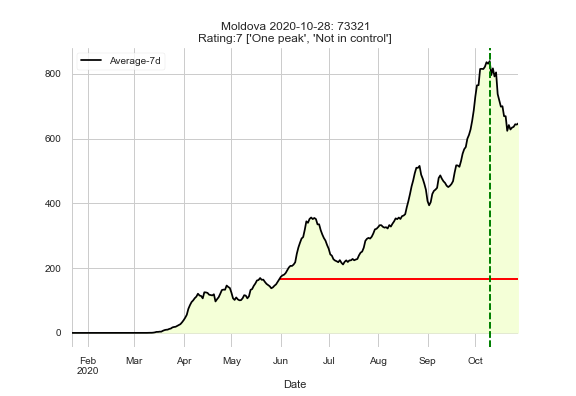 Moldova 2020-10-28: 73321
Rating:7 ['One peak', 'Not in control']
Average-7d
800
600
400
200
0
Feb Mar Apr May Jun Jul Aug Sep Oct
2020
Date